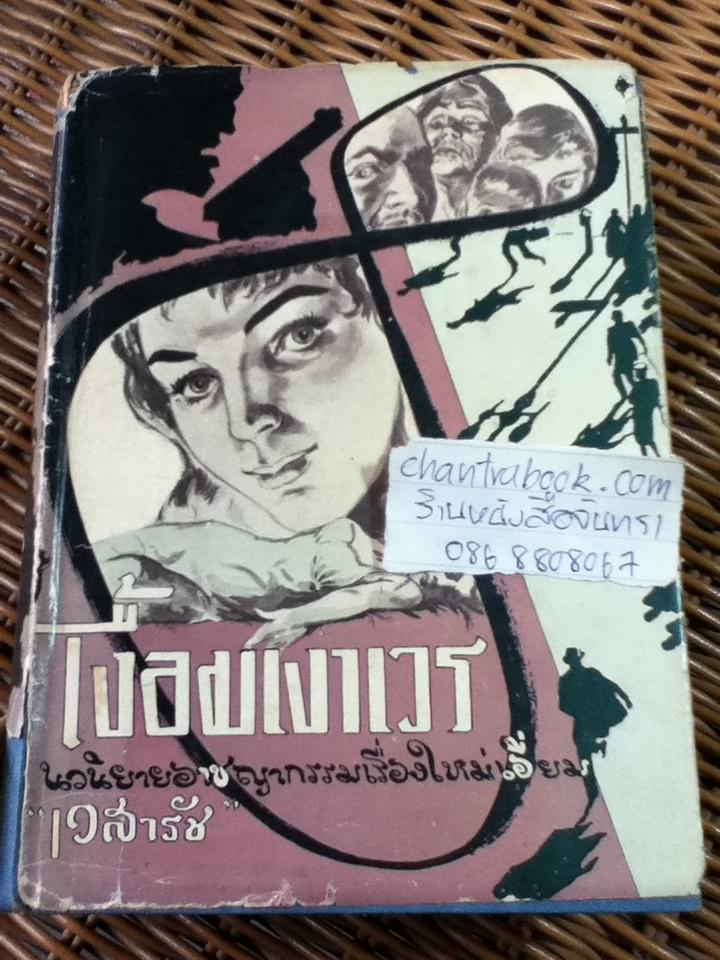 chantrabook.com
ร้านหนังสือจันทรา
086 8808067
เงื้อมเงาเวร
นวนิยายอาชญากรรมเรื่องใหม่เอี่ยม
"เวสารัช"